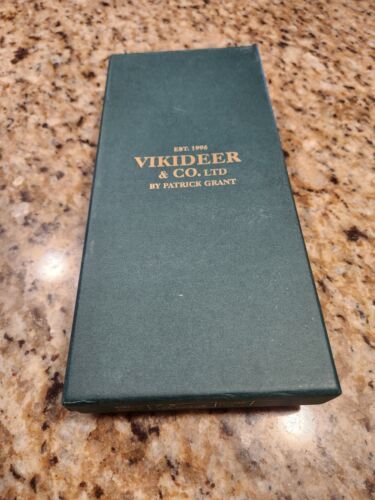 EST. 1996
VIKIDEER
& CO. LTD
BY PATRICK GRANT